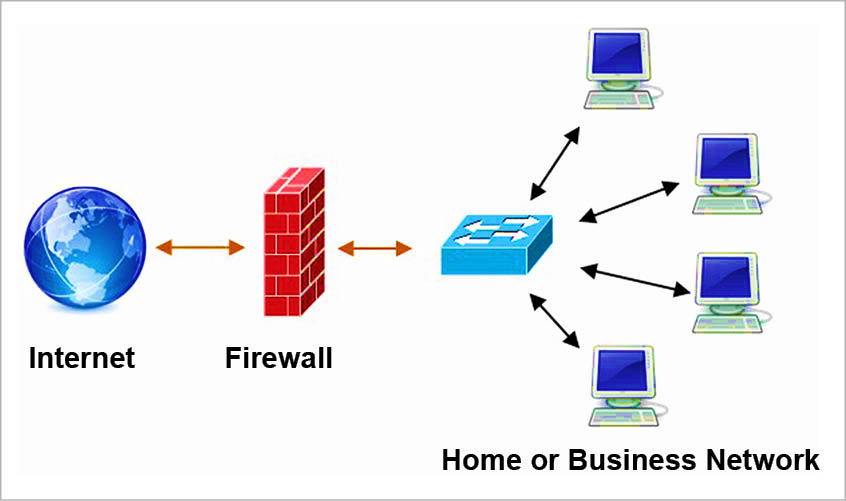 Internet
Firewall
Home or Business Network